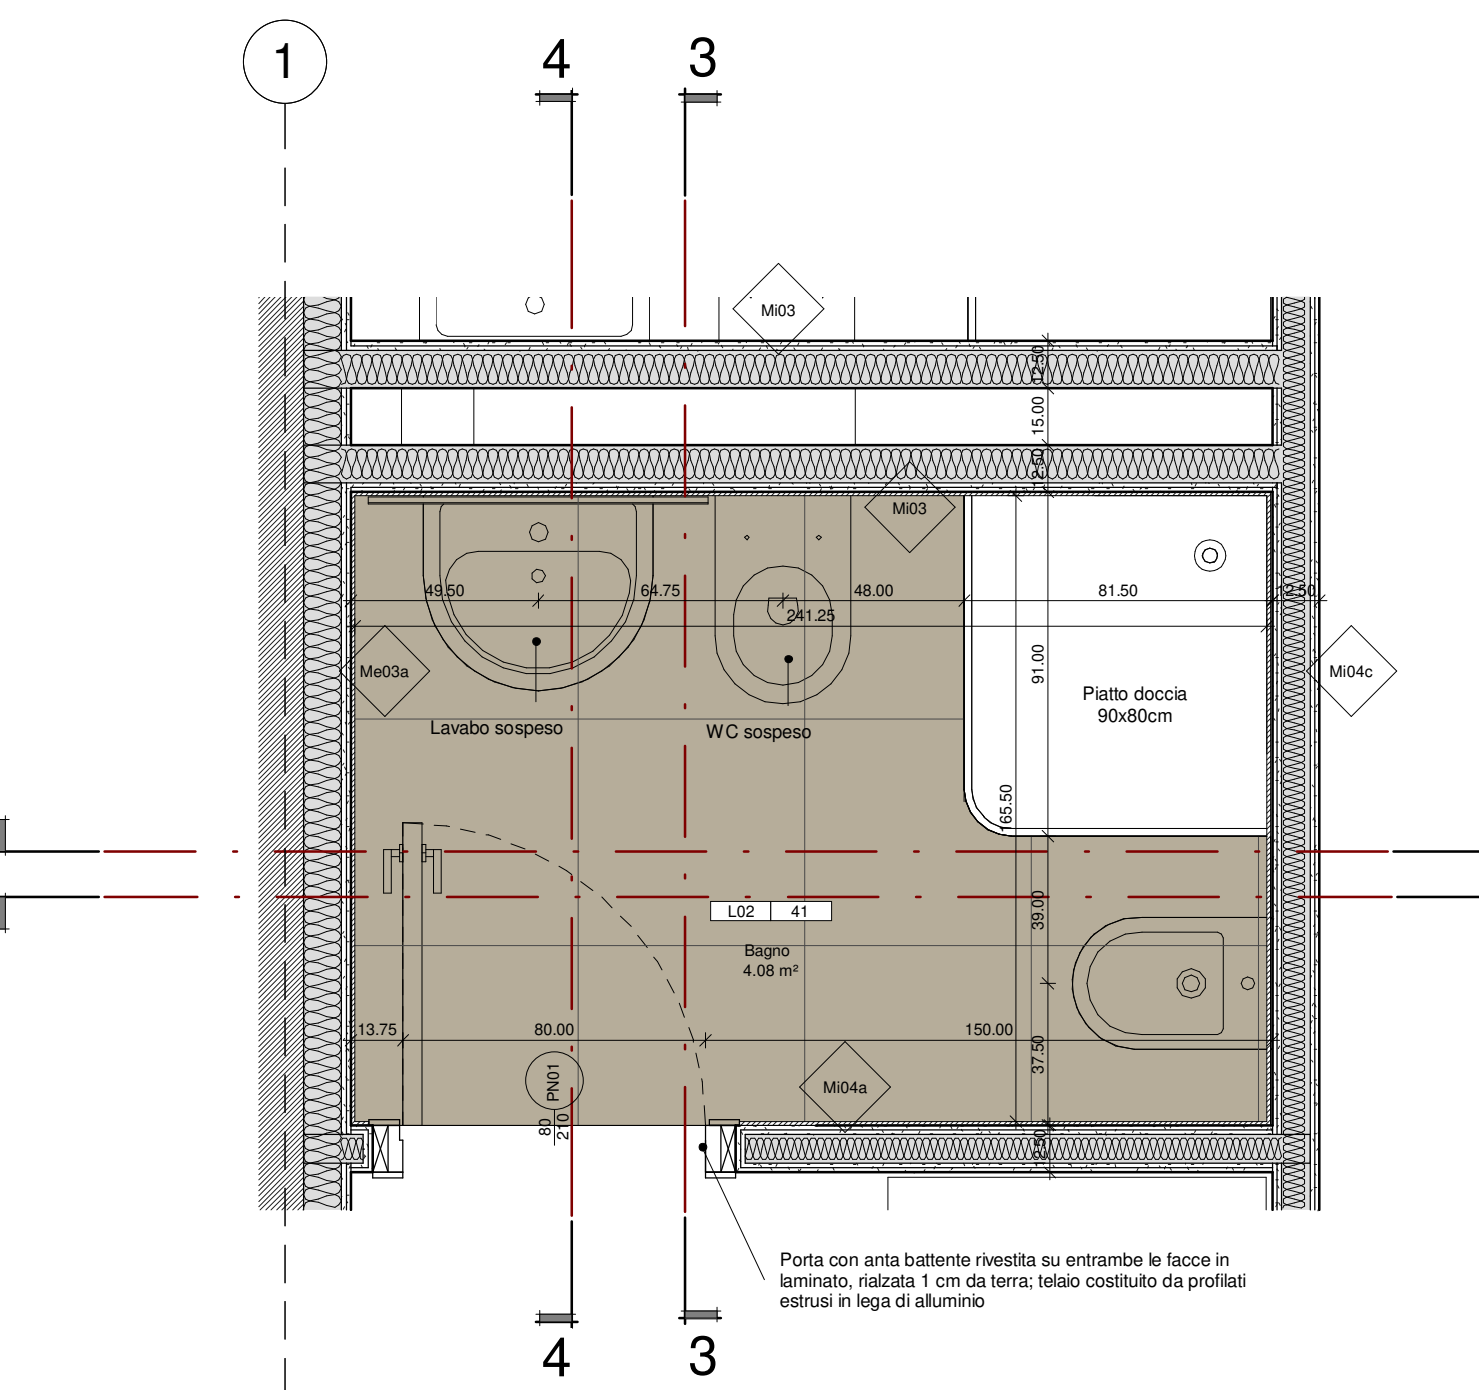 1
4
3
Mi03
12.50
15.00
2.50
Mi03
49.50
64.75
48.00
81.50
12.50
241.25
Me03a
91.00
Mi04c
Piatto doccia
90x80cm
Lavabo sospeso
WC sospeso
165.50
L02
41
39.00
Bagno
4.08 m²
13.75
80.00
150.00
37.50
PN01
80
210
Mi04a
2.50
Porta con anta battente rivestita su entrambe le facce in
laminato, rialzata 1 cm da terra; telaio costituito da profilati
estrusi in lega di alluminio
4
3